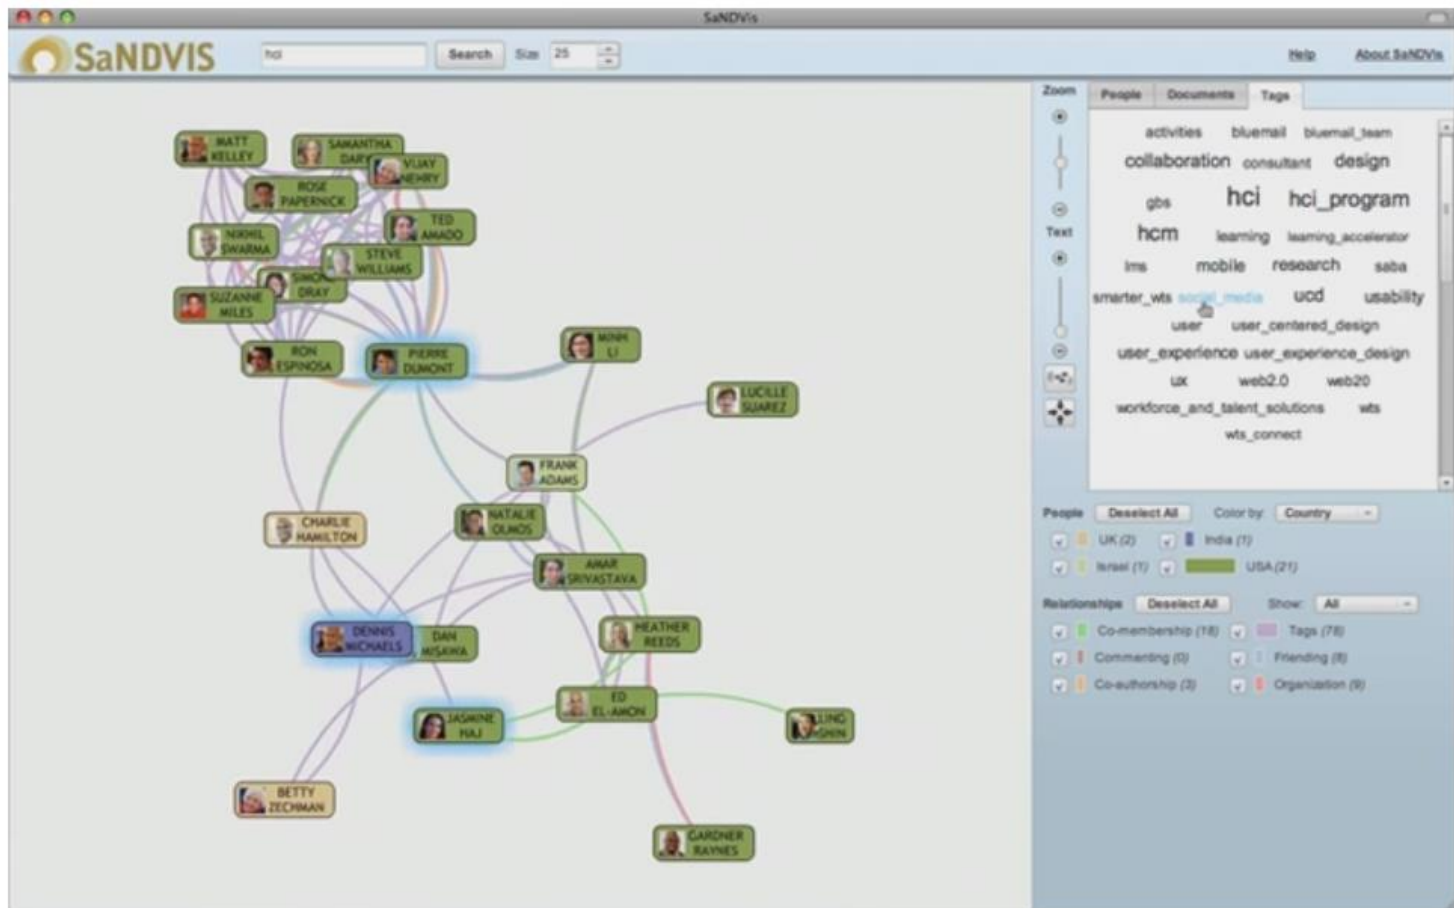 SaNDVis
SaNDVIS
hci
Search
Size
25
Help
About SaNDVis
MATT
KELLEY
SAMANTHA
VIJAY
NEHRY
ROSE
PAPERNICK
TED
AMADO
NIKHIL
SWARMA
STEVE
WILLIAMS
DRAY
SUZANNE
MILES
RON
ESPINOSA
PIERRE
DUMONT
MINH
LI
LUCILLE
SUAREZ
FRANK
ADAMS
NATALIE
OLMOS
CHARLIE
HAMILTON
AMAR
SRIVASTAVA
DENNIS
MICHAELS
DAN
MISAWA
HEATHER
REEDS
ED
EL-AMON
JASMINE
HAJ
LING
BETTY
ZECHMAN
GARDNER
RAYNES
Zoom
Text
People Documents Tags
activities bluemail bluemail_team
collaboration consultant design
gbs hci hci_program
hcm learning learning_accelerator
lms mobile research saba
smarter_wts social_media ucd usability
user user_centered_design
user_experience user_experience_design
ux web2.0 web20
workforce_and_talent_solutions wts
wts_connect
People Deselect All Color by: Country
UK (2) India (1)
Israel (1) USA (21)
Relationships Deselect All Show: All
Co-membership (18) Tags (78)
Commenting (0) Friending (8)
Co-authorship (3) Organization (9)